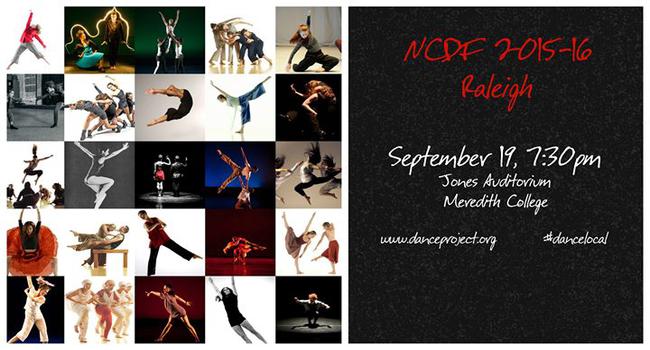 NCDF 2015-16
Raleigh
September 19, 7:30pm
Jones Auditorium
Meredith College
www.danceproject.org #dancelocal